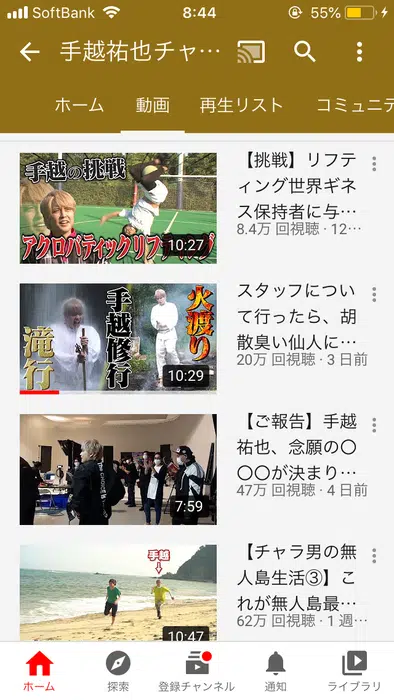 SoftBank 8:44 55%
手越祐也チャ…
ホーム 動画 再生リスト コミュニテ
手越の挑戦
アクロバティックリフティング
10:27
【挑戦】リフテ
ィング世界ギネ
ス保持者に与…
8.4万 回視聴・12…
滝行
手越修行
火渡り
10:29
スタッフについ
て行ったら、胡
散臭い仙人に…
20万 回視聴・3 日前
7:59
【ご報告】手越
祐也、念願の〇
〇〇が決まり…
47万 回視聴・4 日前
手越
10:47
【チャラ男の無
人島生活③】こ
れが無人島最…
62万 回視聴・1 週…
ホーム 探索 登録チャンネル 通知 ライブラリ